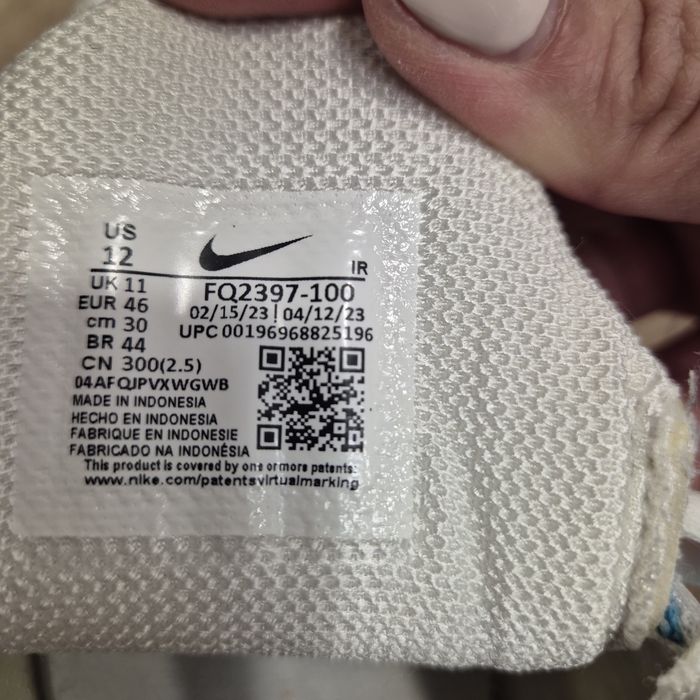 US
12
IR
UK 11
EUR 46
cm 30
BR 44
CN 300(2.5)
FQ2397-100
02/15/23 | 04/12/23
UPC 00196968825196
04AFQJPVXWGWB
MADE IN INDONESIA
HECHO EN INDONESIA
FABRIQUE EN INDONESIE
FABRICADO NA INDONÉSIA
This product is covered by one or more patents:
www.nike.com/patentsvirtualmarking